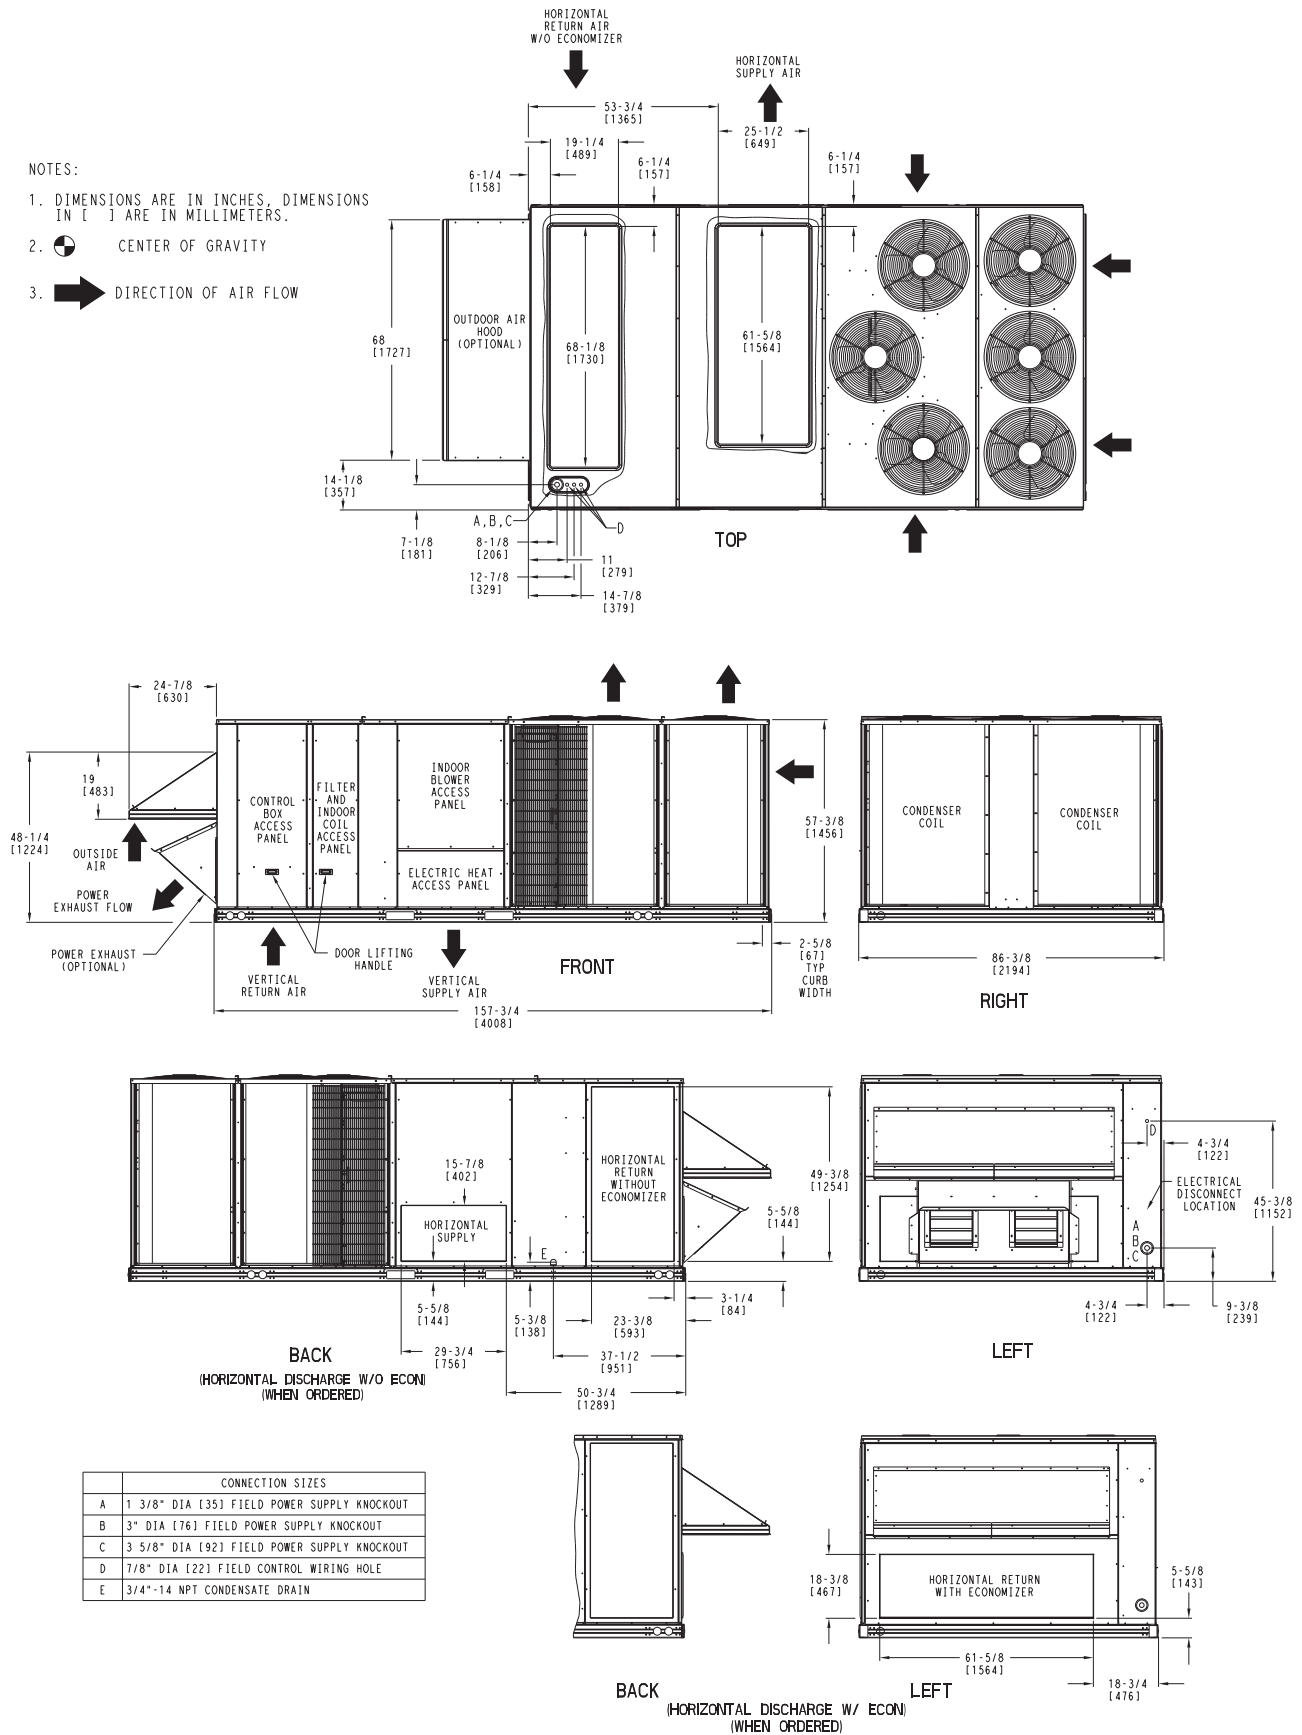 HORIZONTAL
RETURN AIR
W/O ECONOMIZER
HORIZONTAL
SUPPLY AIR
53-3/4
[1365]
25-1/2
[649]
19-1/4
[489]
6-1/4
[157]
6-1/4
[157]
6-1/4
[158]
NOTES:
1. DIMENSIONS ARE IN INCHES, DIMENSIONS
IN [ ] ARE IN MILLIMETERS.
2. CENTER OF GRAVITY
3. DIRECTION OF AIR FLOW
OUTDOOR AIR
HOOD
(OPTIONAL)
68
[1727]
68-1/8
[1730]
61-5/8
[1564]
14-1/8
[357]
A,B,C
D
TOP
7-1/8
[181]
8-1/8
[206]
11
[279]
12-7/8
[329]
14-7/8
[379]
24-7/8
[630]
19
[483]
48-1/4
[1224]
OUTSIDE
AIR
POWER
EXHAUST FLOW
POWER EXHAUST
(OPTIONAL)
CONTROL
BOX
ACCESS
PANEL
FILTER
AND
INDOOR
COIL
ACCESS
PANEL
INDOOR
BLOWER
ACCESS
PANEL
ELECTRIC HEAT
ACCESS PANEL
57-3/8
[1456]
DOOR LIFTING
HANDLE
VERTICAL
RETURN AIR
VERTICAL
SUPPLY AIR
FRONT
2-5/8
[67]
TYP
CURB
WIDTH
157-3/4
[4008]
CONDENSER
COIL
CONDENSER
COIL
86-3/8
[2194]
RIGHT
15-7/8
[402]
HORIZONTAL
SUPPLY
HORIZONTAL
RETURN
WITHOUT
ECONOMIZER
E
49-3/8
[1254]
5-5/8
[144]
5-5/8
[144]
5-3/8
[138]
3-1/4
[84]
23-3/8
[593]
29-3/4
[756]
37-1/2
[951]
50-3/4
[1289]
BACK
(HORIZONTAL DISCHARGE W/O ECON)
(WHEN ORDERED)
D
4-3/4
[122]
ELECTRICAL
DISCONNECT
LOCATION
45-3/8
[1152]
A
B
C
4-3/4
[122]
9-3/8
[239]
LEFT
CONNECTION SIZES
A 1 3/8" DIA [35] FIELD POWER SUPPLY KNOCKOUT
B 3" DIA [76] FIELD POWER SUPPLY KNOCKOUT
C 3 5/8" DIA [92] FIELD POWER SUPPLY KNOCKOUT
D 7/8" DIA [22] FIELD CONTROL WIRING HOLE
E 3/4"-14 NPT CONDENSATE DRAIN
18-3/8
[467]
HORIZONTAL RETURN
WITH ECONOMIZER
5-5/8
[143]
61-5/8
[1564]
18-3/4
[476]
BACK
LEFT
(HORIZONTAL DISCHARGE W/ ECON)
(WHEN ORDERED)